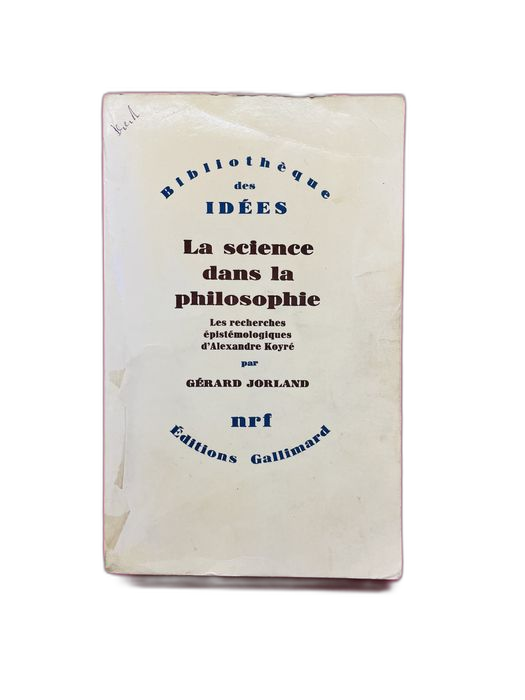 Bibliothèque
des
IDÉES
La science
dans la
philosophie
Les recherches
épistémologiques
d'Alexandre Koyré
par
GÉRARD JORLAND
nrf
Éditions Gallimard